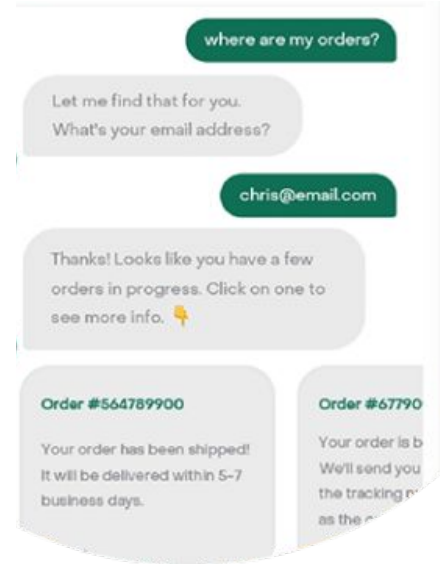 where are my orders?
Let me find that for you.
What's your email address?
chris@email.com
Thanks! Looks like you have a few
orders in progress. Click on one to
see more info. 👇
Order #564789900
Your order has been shipped!
It will be delivered within 5-7
business days.
Order #67790
Your order is b
We'll send you
the tracking
as the